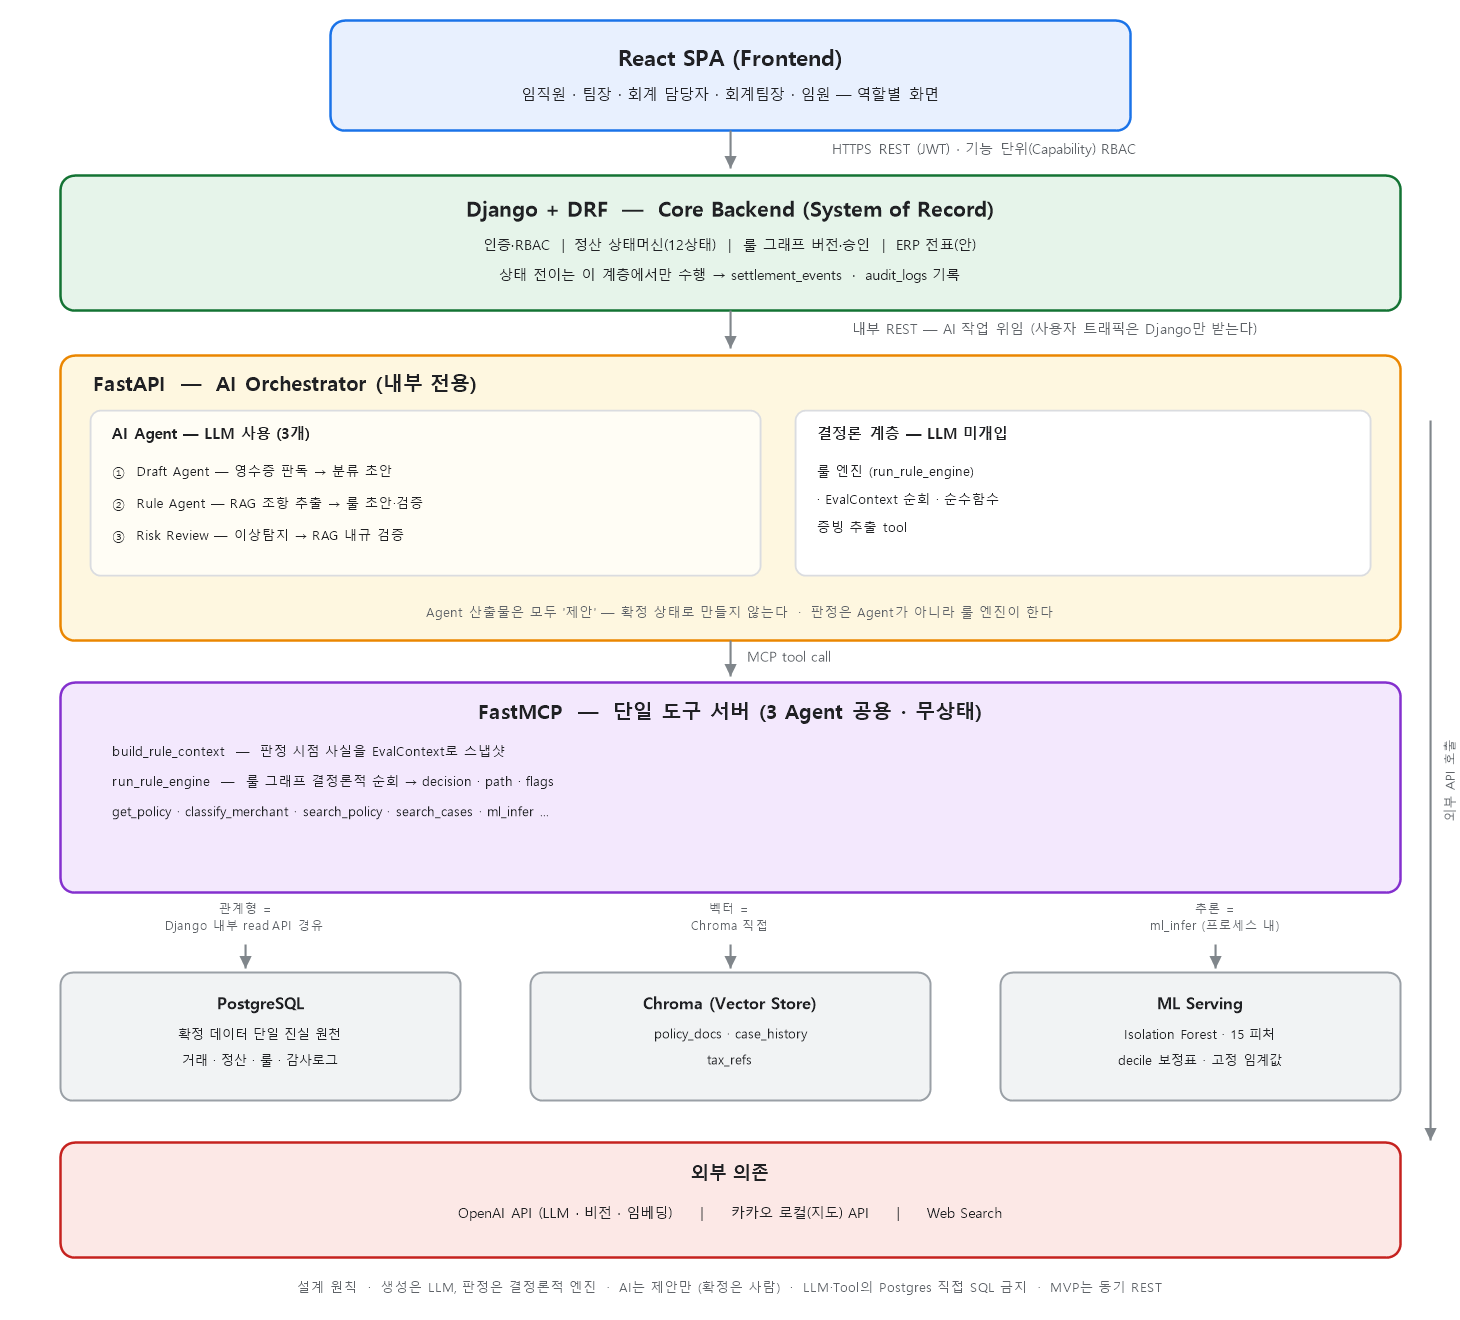 React SPA (Frontend)
임직원 · 팀장 · 회계 담당자 · 회계팀장 · 임원 — 역할별 화면
HTTPS REST (JWT) · 기능 단위(Capability) RBAC
Django + DRF — Core Backend (System of Record)
인증·RBAC | 정산 상태머신(12상태) | 룰 그래프 버전·승인 | ERP 전표(안)
상태 전이는 이 계층에서만 수행 → settlement_events · audit_logs 기록
내부 REST — AI 작업 위임 (사용자 트래픽은 Django만 받는다)
FastAPI — AI Orchestrator (내부 전용)
AI Agent — LLM 사용 (3개)
① Draft Agent — 영수증 판독 → 분류 초안
② Rule Agent — RAG 조항 추출 → 룰 초안·검증
③ Risk Review — 이상탐지 → RAG 내규 검증
결정론 계층 — LLM 미개입
룰 엔진 (run_rule_engine)
· EvalContext 순회 · 순수함수
증빙 추출 tool
Agent 산출물은 모두 '제안' — 확정 상태로 만들지 않는다 · 판정은 Agent가 아니라 룰 엔진이 한다
MCP tool call
FastMCP — 단일 도구 서버 (3 Agent 공용 · 무상태)
build_rule_context — 판정 시점 사실을 EvalContext로 스냅샷
run_rule_engine — 룰 그래프 결정론적 순회 → decision · path · flags
get_policy · classify_merchant · search_policy · search_cases · ml_infer ...
외부 API 호출
관계형 =
Django 내부 read API 경유
벡터 =
Chroma 직접
추론 =
ml_infer (프로세스 내)
PostgreSQL
확정 데이터 단일 진실 원천
거래 · 정산 · 룰 · 감사로그
Chroma (Vector Store)
policy_docs · case_history
tax_refs
ML Serving
Isolation Forest · 15 피처
decile 보정표 · 고정 임계값
외부 의존
OpenAI API (LLM · 비전 · 임베딩) | 카카오 로컬(지도) API | Web Search
설계 원칙 · 생성은 LLM, 판정은 결정론적 엔진 · AI는 제안만 (확정은 사람) · LLM·Tool의 Postgres 직접 SQL 금지 · MVP는 동기 REST